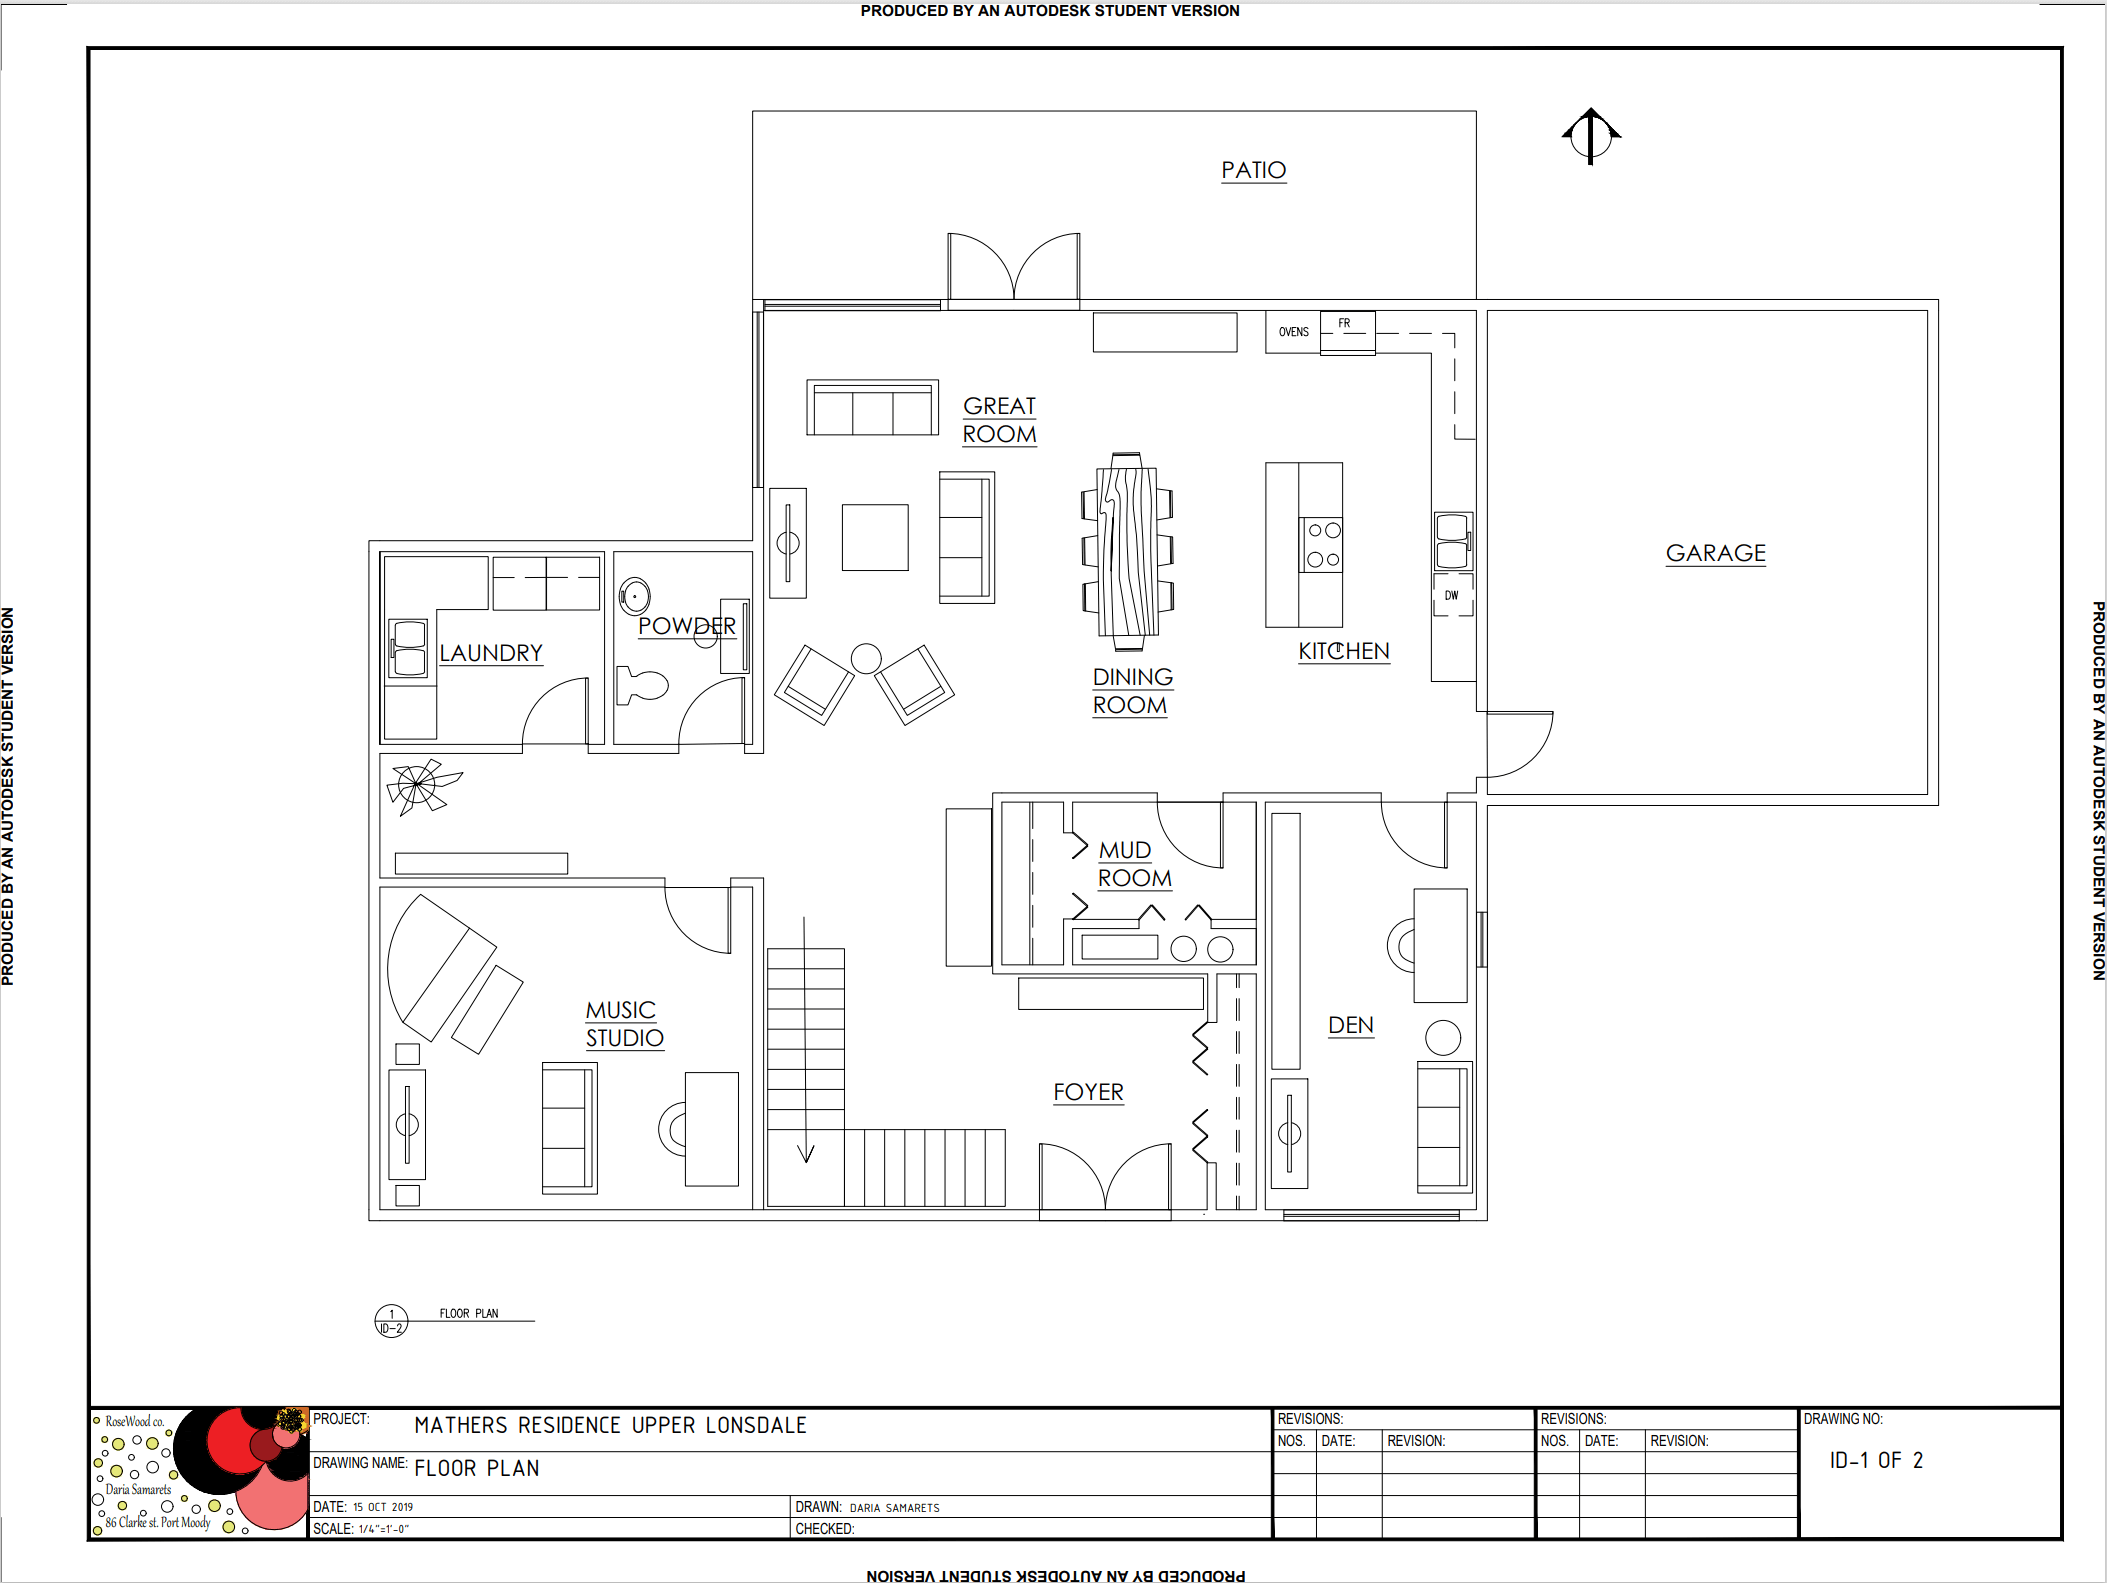 PRODUCED BY AN AUTODESK STUDENT VERSION
PATIO
OVENS
FR
GREAT
ROOM
GARAGE
DW
POWDER
LAUNDRY
KITCHEN
DINING
ROOM
PRODUCED BY AN AUTODESK STUDENT VERSION
PRODUCED BY AN AUTODESK STUDENT VERSION
MUD
ROOM
MUSIC
STUDIO
DEN
FOYER
1
ID-2
FLOOR PLAN
RoseWood co.
Daria Samarets
86 Clarke st. Port Moody
PROJECT: MATHERS RESIDENCE UPPER LONSDALE
DRAWING NAME: FLOOR PLAN
DATE: 15 OCT 2019
DRAWN: DARIA SAMARETS
SCALE: 1/4"=1'-0"
CHECKED:
REVISIONS:
NOS. DATE: REVISION:
REVISIONS:
NOS. DATE: REVISION:
DRAWING NO:
ID-1 OF 2
PRODUCED BY AN AUTODESK STUDENT VERSION